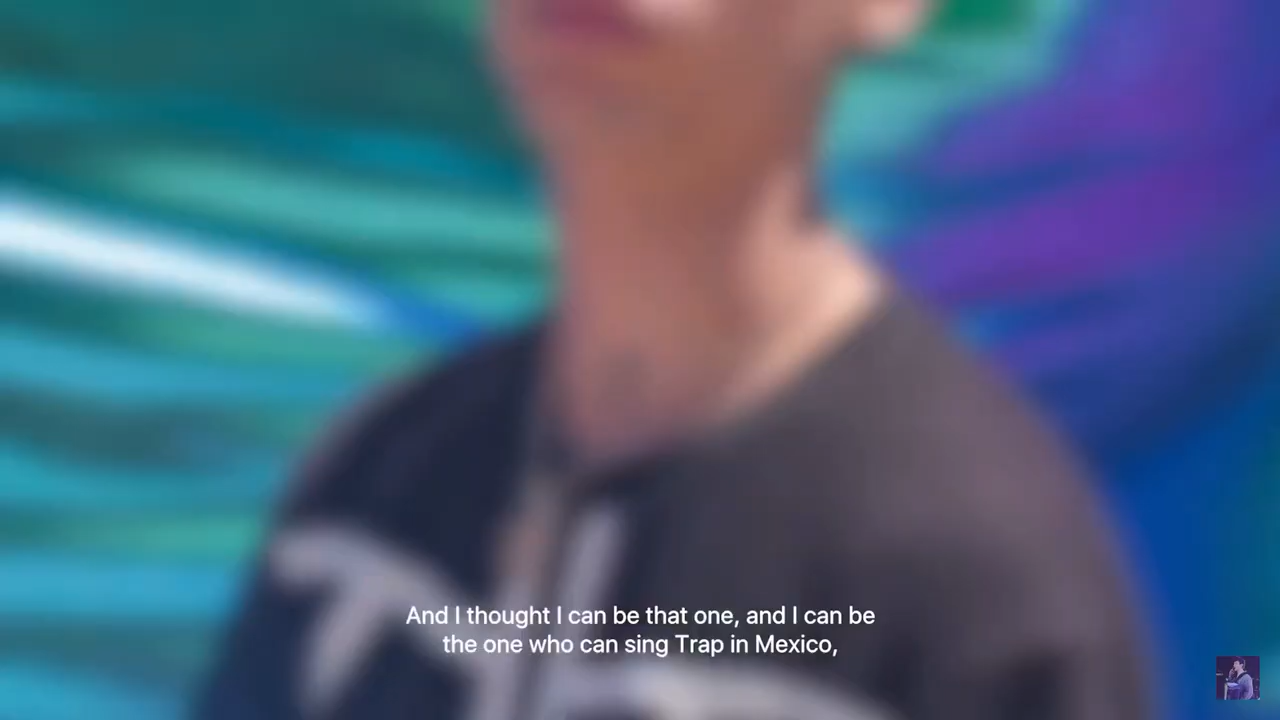 And I thought I can be that one, and I can be
the one who can sing Trap in Mexico,